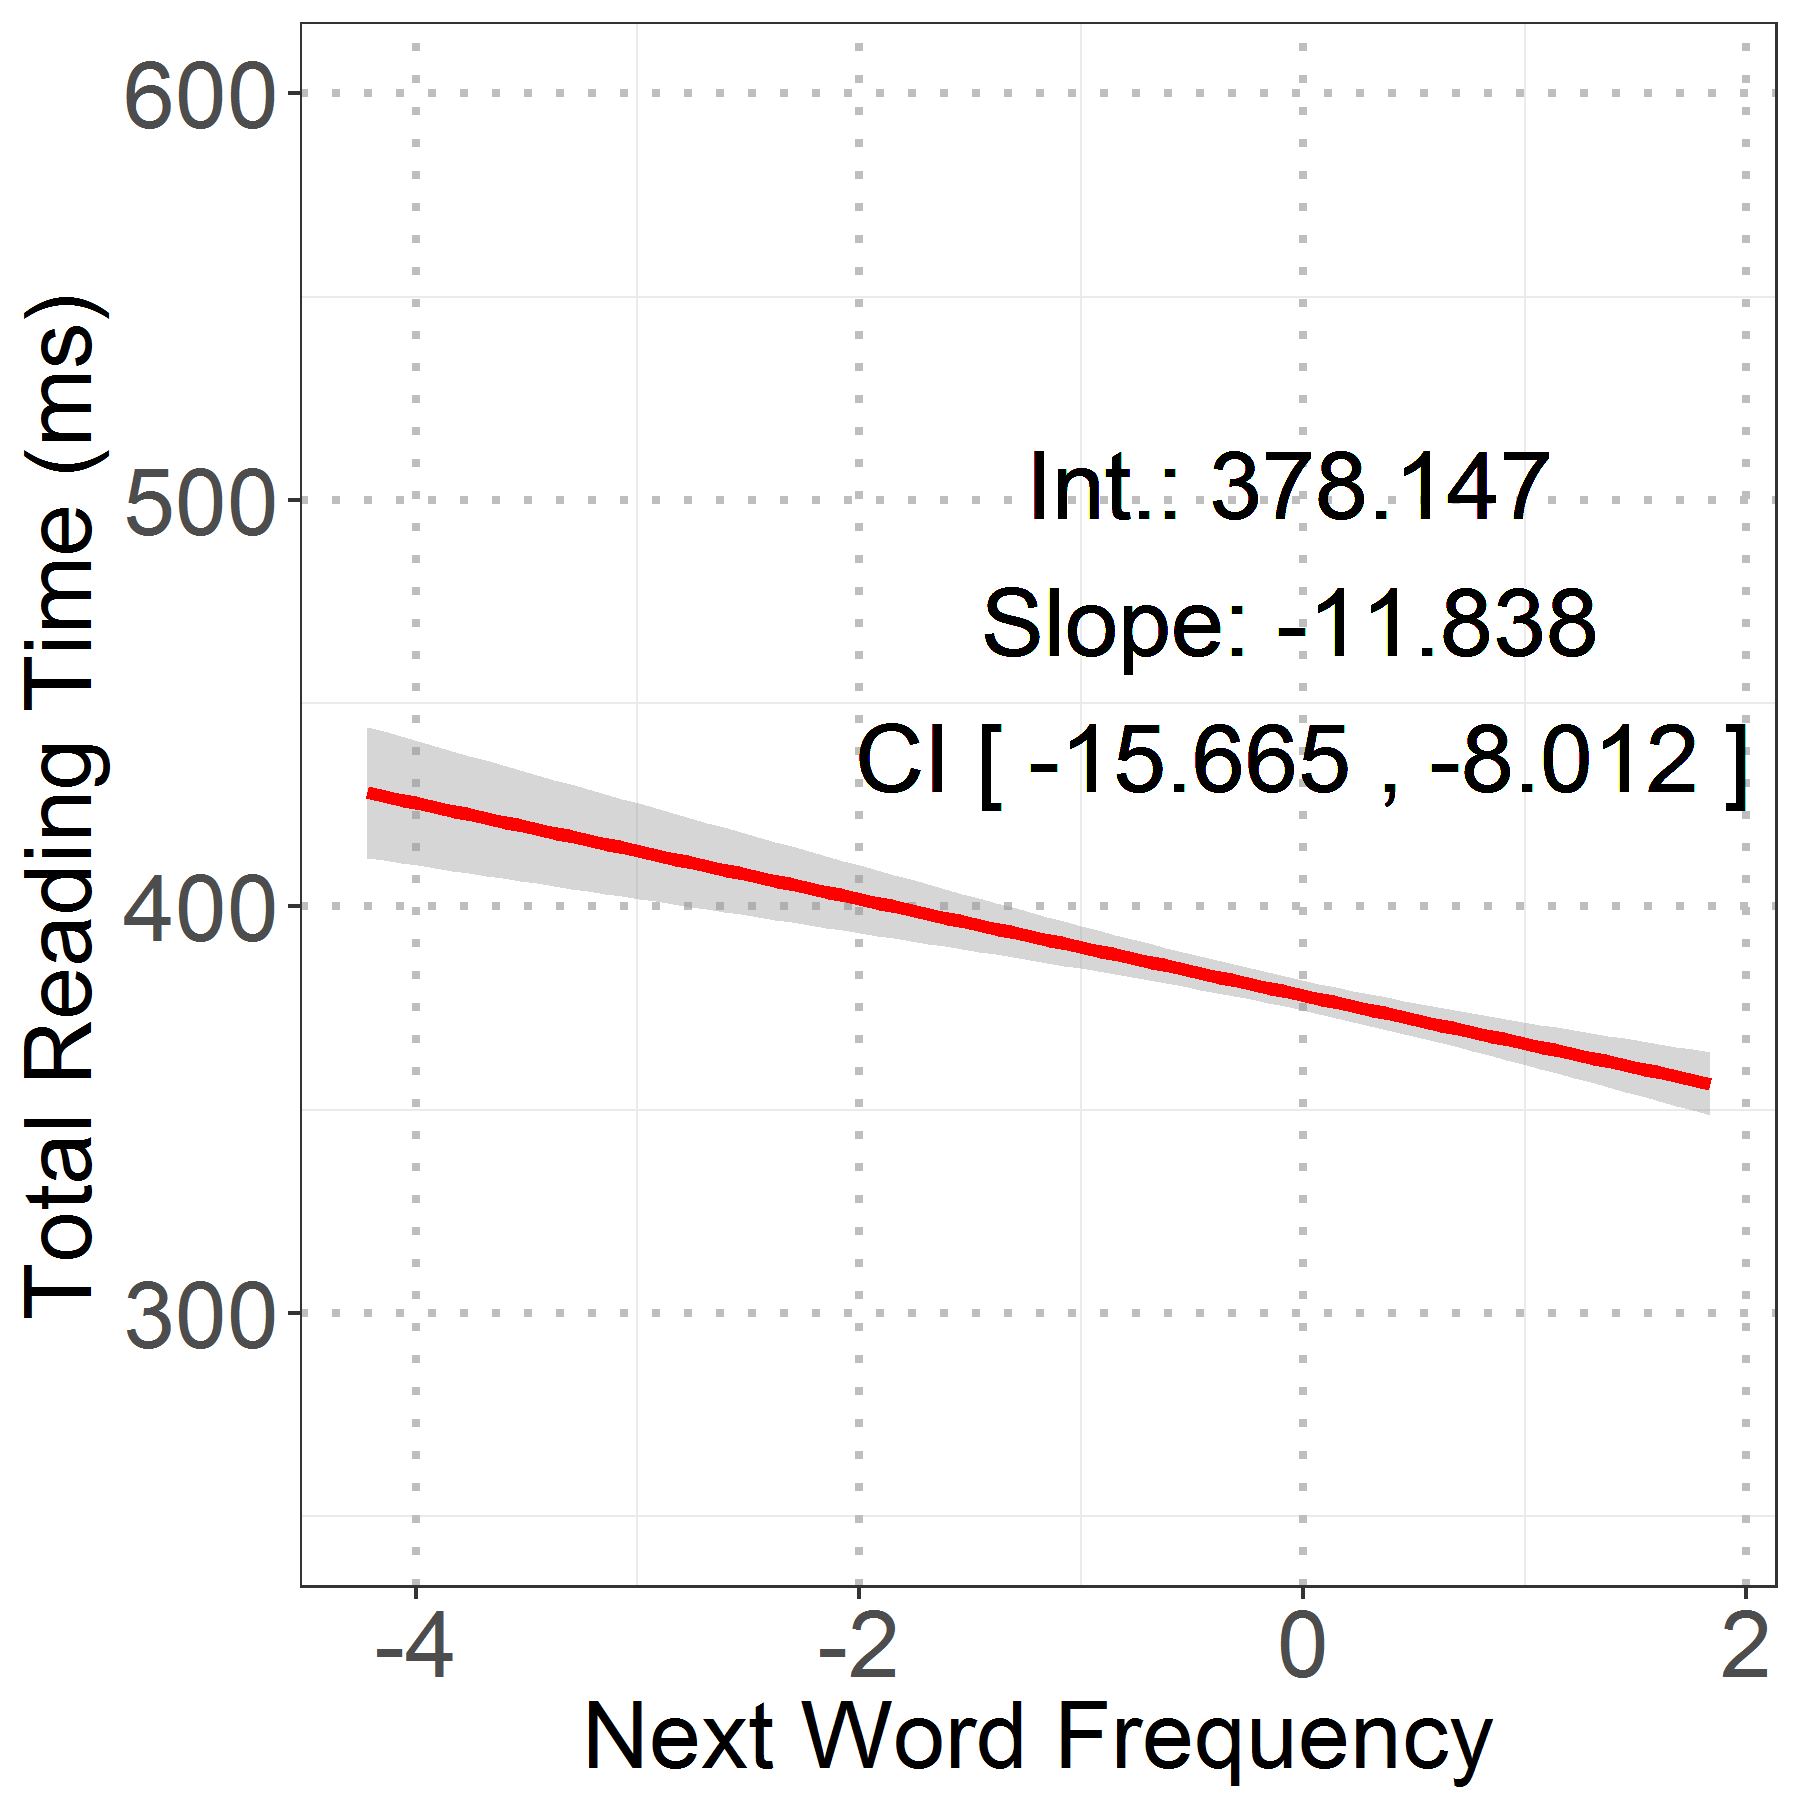 600
500
400
300
Total Reading Time (ms)
Int.: 378.147
Slope: -11.838
CI [ -15.665 , -8.012 ]
-4 -2 0 2
Next Word Frequency